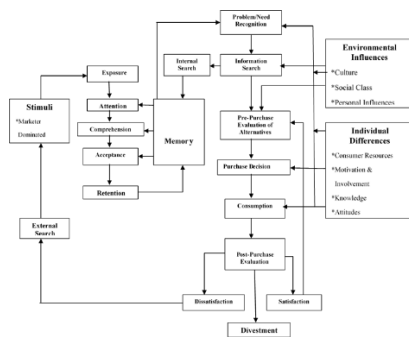 Problem/Need
Recognition
Internal
Search
Information
Search
Exposure
Attention
Comprehension
Acceptance
Retention
Memory
Stimuli
*Marketer
Dominated
External
Search
Pre-Purchase
Evaluation of
Alternatives
Purchase Decision
Consumption
Post-Purchase
Evaluation
Dissatisfaction
Satisfaction
Divestment
Environmental
Influences
*Culture
*Social Class
*Personal Influences
Individual
Differences
*Consumer Resources
*Motivation &
Involvement
*Knowledge
*Attitudes